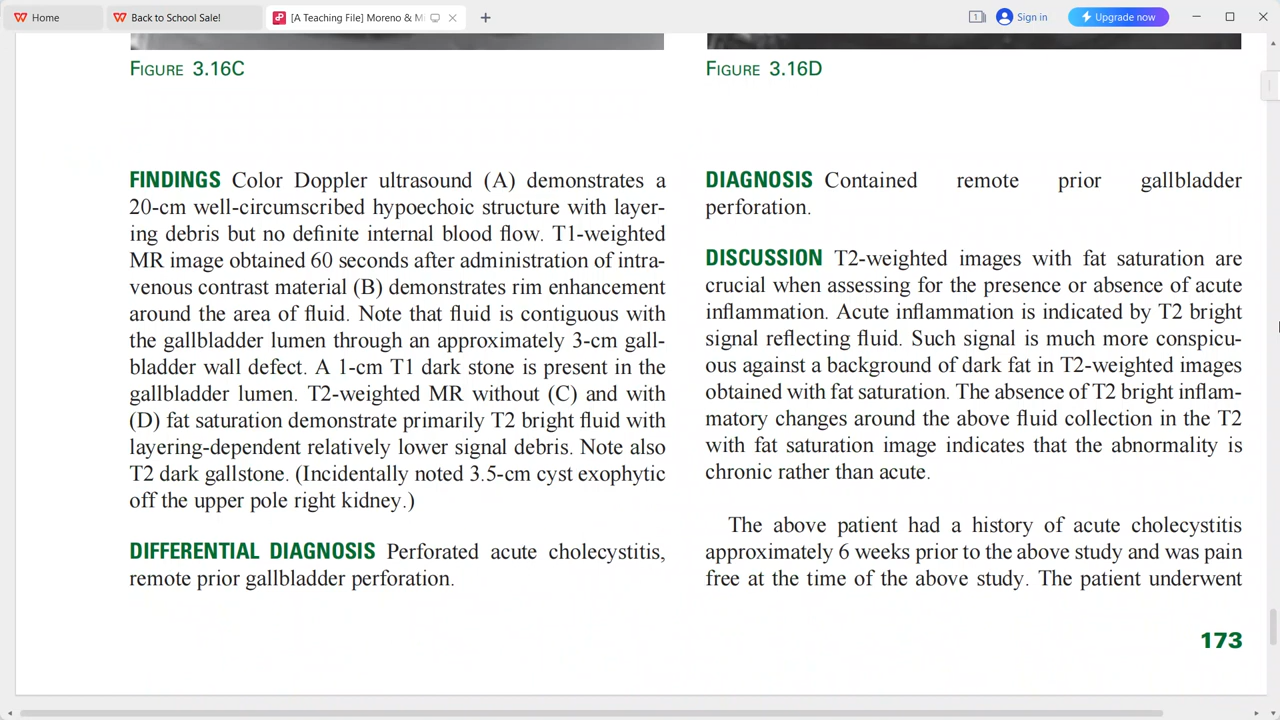 Home
Back to School Sale!
[A Teaching File] Moreno & Mi
Sign in
Upgrade now
FIGURE 3.16C
FIGURE 3.16D
FINDINGS Color Doppler ultrasound (A) demonstrates a
20-cm well-circumscribed hypoechoic structure with layer-
ing debris but no definite internal blood flow. T1-weighted
MR image obtained 60 seconds after administration of intra-
venous contrast material (B) demonstrates rim enhancement
around the area of fluid. Note that fluid is contiguous with
the gallbladder lumen through an approximately 3-cm gall-
bladder wall defect. A 1-cm T1 dark stone is present in the
gallbladder lumen. T2-weighted MR without (C) and with
(D) fat saturation demonstrate primarily T2 bright fluid with
layering-dependent relatively lower signal debris. Note also
T2 dark gallstone. (Incidentally noted 3.5-cm cyst exophytic
off the upper pole right kidney.)
DIFFERENTIAL DIAGNOSIS Perforated acute cholecystitis,
remote prior gallbladder perforation.
DIAGNOSIS Contained remote prior gallbladder
perforation.
DISCUSSION T2-weighted images with fat saturation are
crucial when assessing for the presence or absence of acute
inflammation. Acute inflammation is indicated by T2 bright
signal reflecting fluid. Such signal is much more conspicu-
ous against a background of dark fat in T2-weighted images
obtained with fat saturation. The absence of T2 bright inflam-
matory changes around the above fluid collection in the T2
with fat saturation image indicates that the abnormality is
chronic rather than acute.
The above patient had a history of acute cholecystitis
approximately 6 weeks prior to the above study and was pain
free at the time of the above study. The patient underwent
173